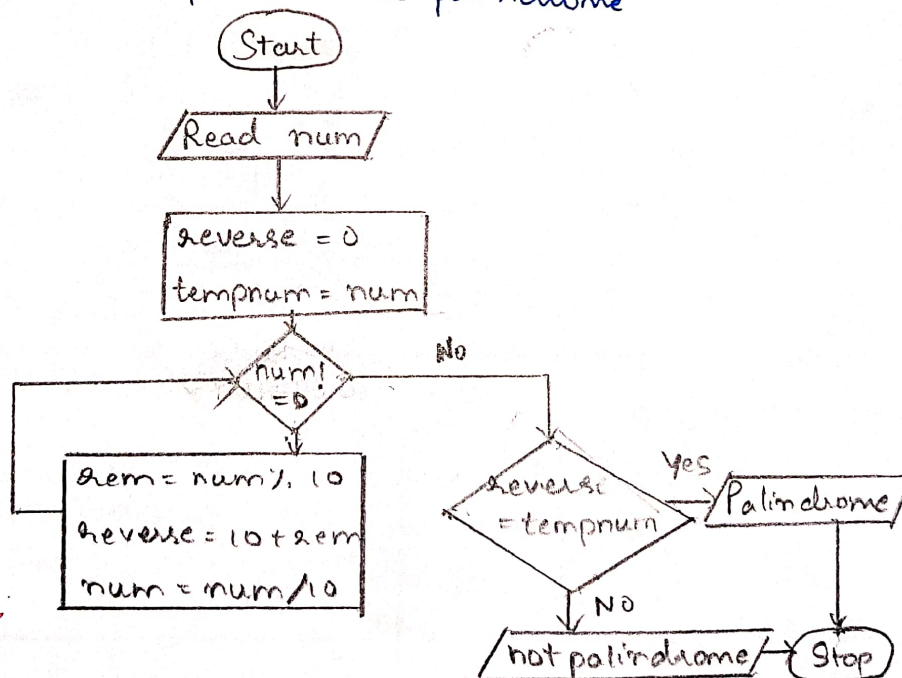 palindrome
Start
Read num
reverse = 0
tempnum = num
num!
=0
No
rem = num % 10
reverse = 10 + rem
num = num / 10
reverse
= tempnum
Yes
Palindrome
NO
not palindrome
Stop